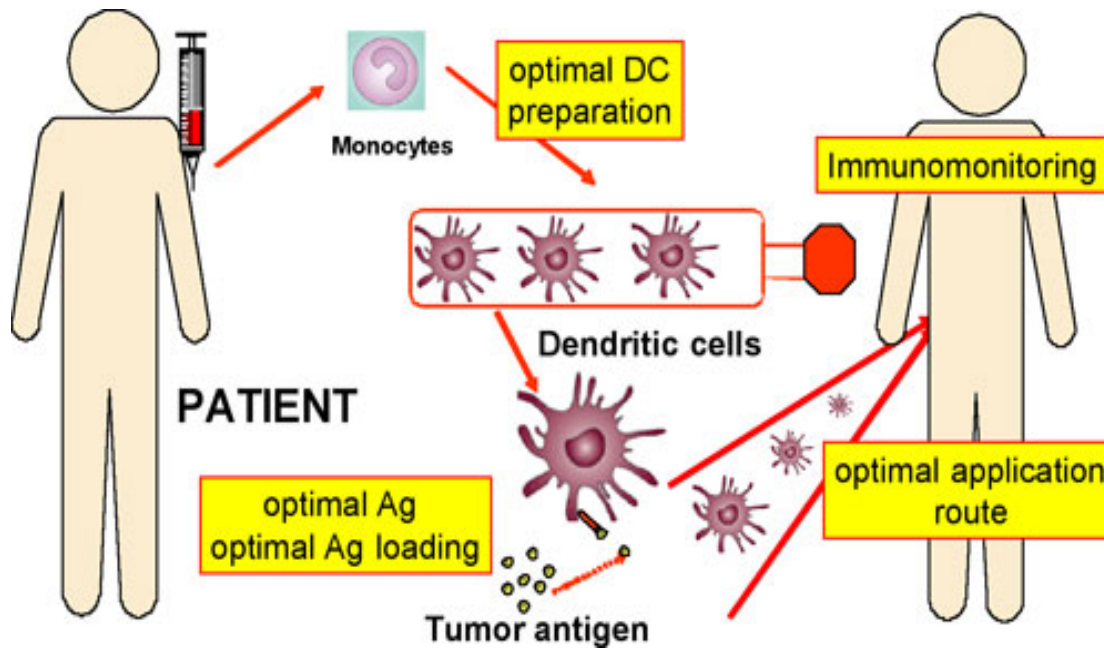 Monocytes
optimal DC
preparation
Immunomonitoring
Dendritic cells
PATIENT
optimal Ag
optimal Ag loading
optimal application
route
Tumor antigen